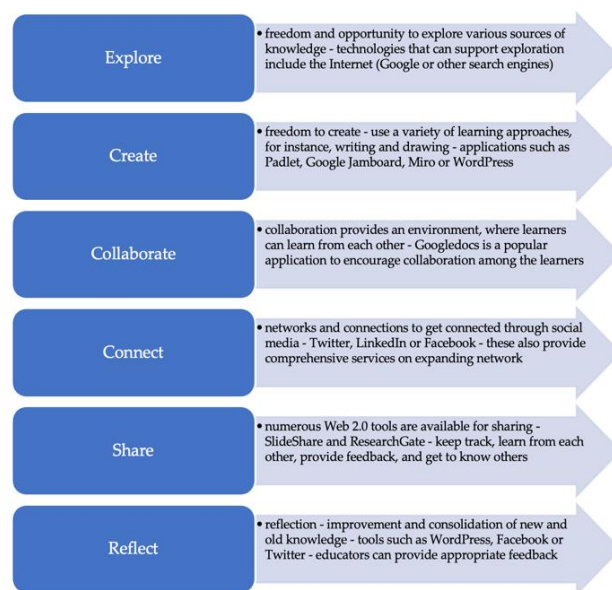 Explore
• freedom and opportunity to explore various sources of
knowledge - technologies that can support exploration
include the Internet (Google or other search engines)
Create
• freedom to create - use a variety of learning approaches,
for instance, writing and drawing - applications such as
Padlet, Google Jamboard, Miro or WordPress
Collaborate
• collaboration provides an environment, where learners
can learn from each other - Googledocs is a popular
application to encourage collaboration among the learners
Connect
• networks and connections to get connected through social
media - Twitter, LinkedIn or Facebook - these also provide
comprehensive services on expanding network
Share
• numerous Web 2.0 tools are available for sharing -
SlideShare and ResearchGate - keep track, learn from each
other, provide feedback, and get to know others
Reflect
• reflection - improvement and consolidation of new and
old knowledge - tools such as WordPress, Facebook or
Twitter - educators can provide appropriate feedback